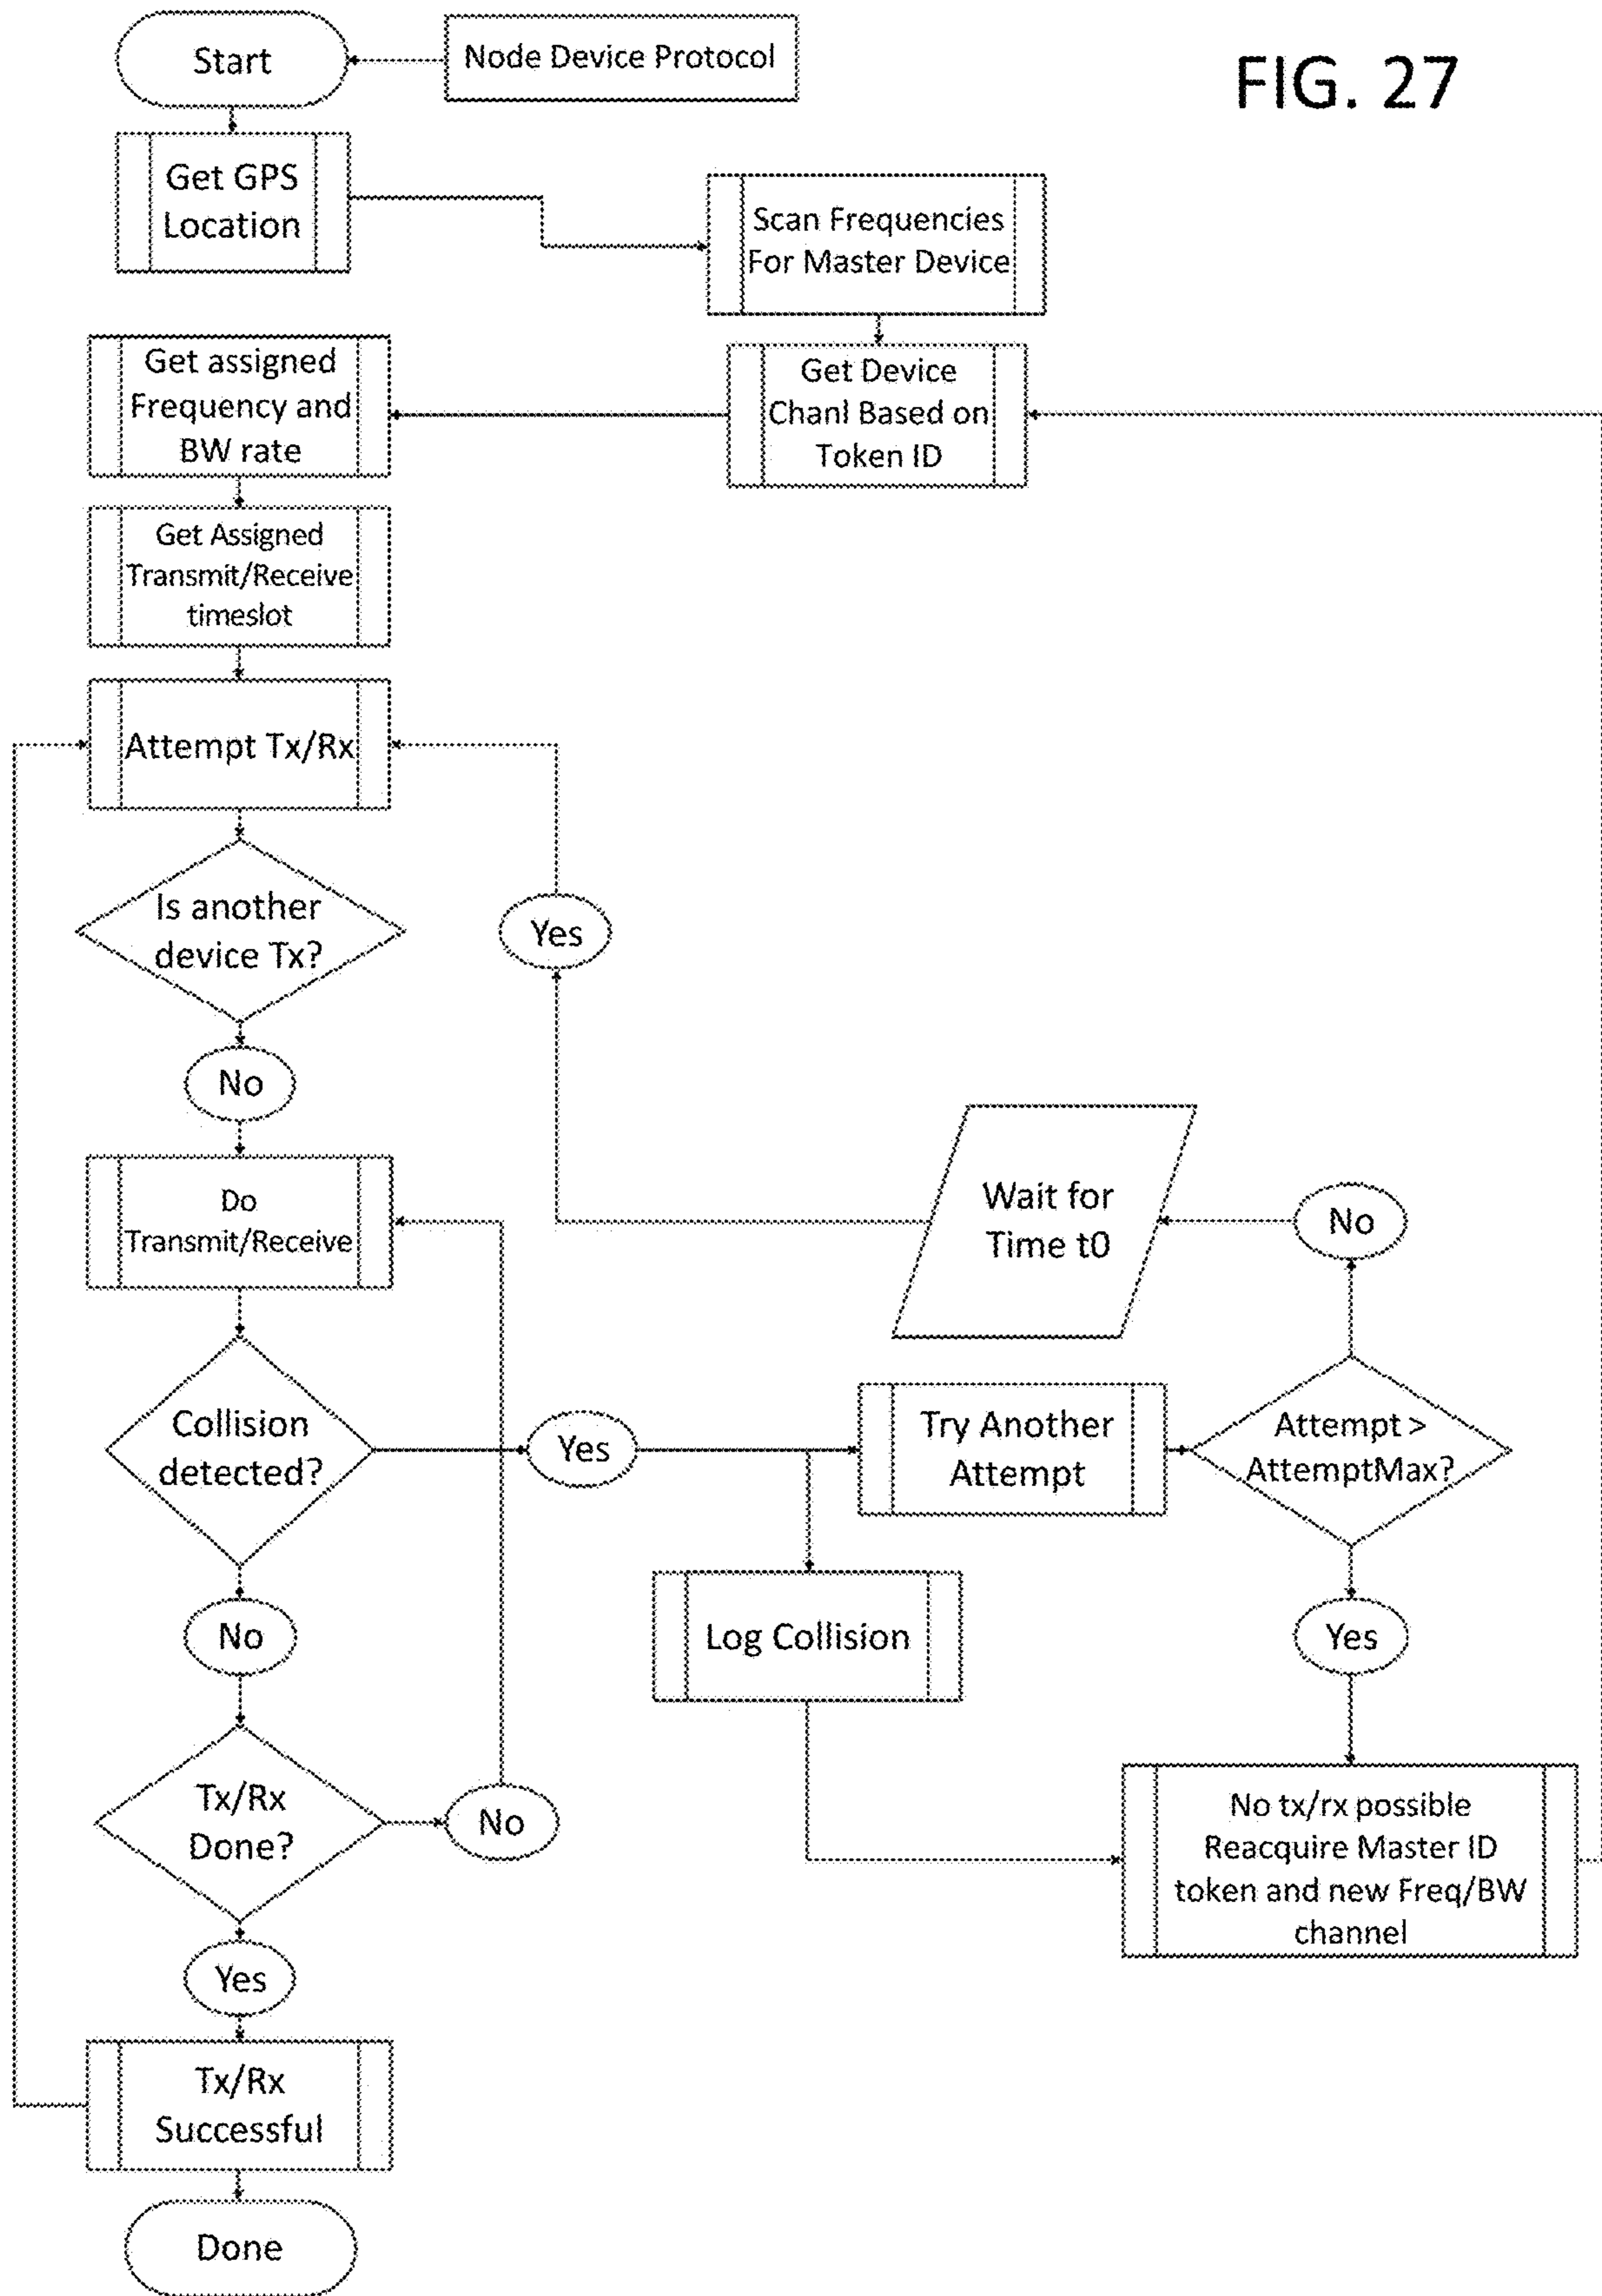 Start
Node Device Protocol
FIG. 27
Get GPS
Location
Scan Frequencies
For Master Device
Get Device
Chanl Based on
Token ID
Get assigned
Frequency and
BW rate
Get Assigned
Transmit/Receive
timeslot
Attempt Tx/Rx
Is another
device Tx?
Yes
No
Do
Transmit/Receive
Wait for
Time t0
No
Collision
detected?
Yes
Try Another
Attempt
Attempt >
AttemptMax?
No
Log Collision
Yes
Tx/Rx
Done?
No
No tx/rx possible
Reacquire Master ID
token and new Freq/BW
channel
Yes
Tx/Rx
Successful
Done